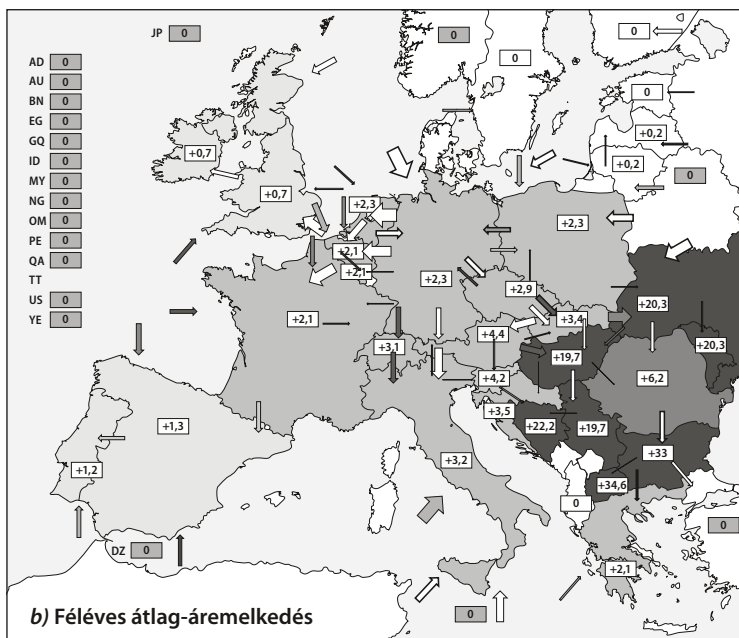 JP 0
0
0
0
AD 0
AU 0
BN 0
EG 0
GQ 0
ID 0
MY 0
NG 0
OM 0
PE 0
QA 0
TT
US 0
YE 0
0
+0,2
+0,2
0
+0,7
+0,7
+2,3
+2,3
+2,1
+2,1
+2,3
+2,9
+20,3
+2,1
+3,4
+4,4
+20,3
+3,1
+19,7
+4,2
+6,2
+3,5
+1,3
+22,2
+19,7
+33
+1,2
+3,2
+34,6
0
0
DZ 0
+2,1
0
b) Féléves átlag-áremelkedés